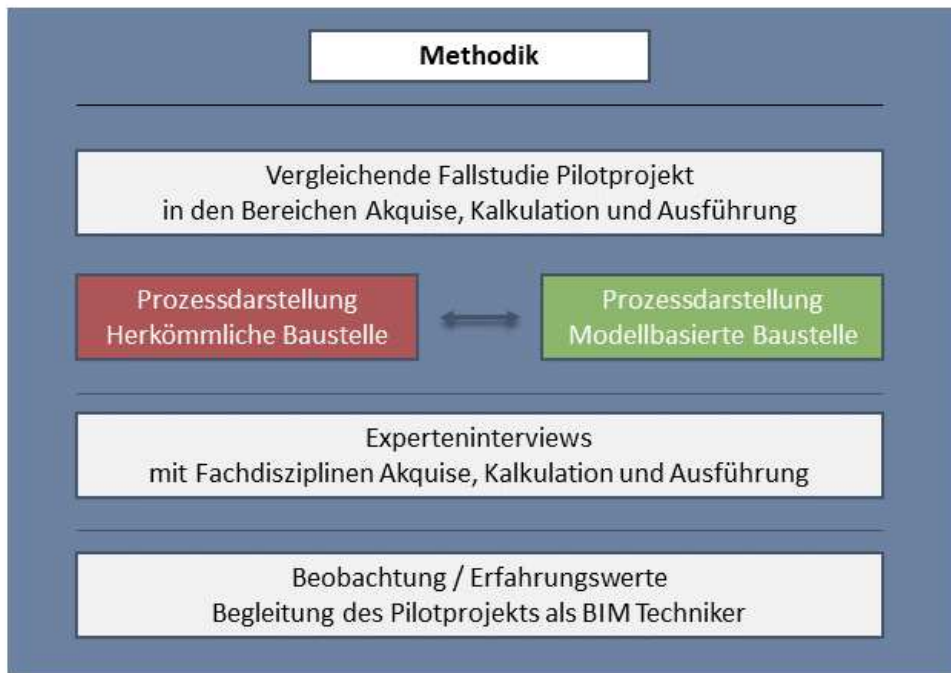 Methodik
Vergleichende Fallstudie Pilotprojekt
in den Bereichen Akquise, Kalkulation und Ausführung
Prozessdarstellung
Herkömmliche Baustelle
Prozessdarstellung
Modellbasierte Baustelle
Experteninterviews
mit Fachdisziplinen Akquise, Kalkulation und Ausführung
Beobachtung / Erfahrungswerte
Begleitung des Pilotprojekts als BIM Techniker